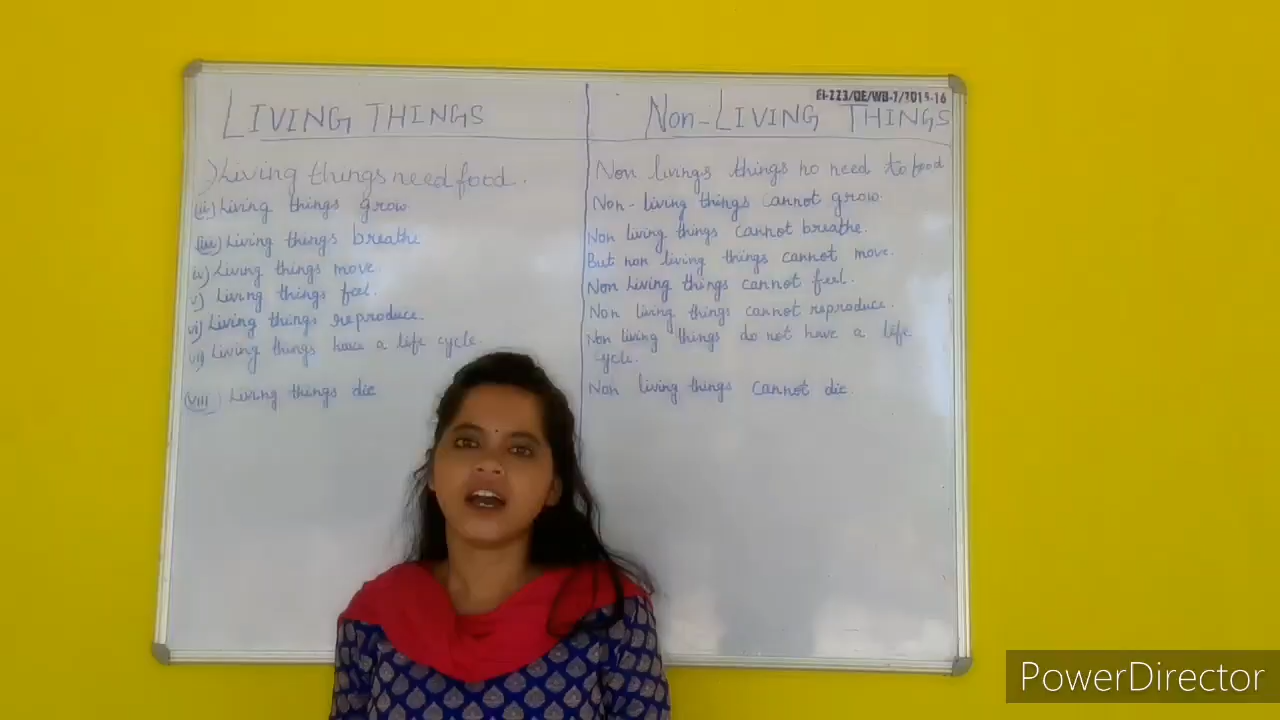 EI-223/DE/WB-7/2015-16
LIVING THINGS
Non-LIVING THINGS
i) Living things need food.
Non livings things no need to food
(ii) Living things grow.
Non-living things cannot grow.
(iii) Living things breathe
Non living things cannot breathe.
iv) Living things move.
But non living things cannot move.
v) Living things feel.
Non Living things cannot feel.
vi) Living things reproduce
Non living things cannot reproduce.
vii) Living things have a life cycle.
Non living things do not have a life
cycle.
(VIII) Living things die
Non living things cannot die.
PowerDirector